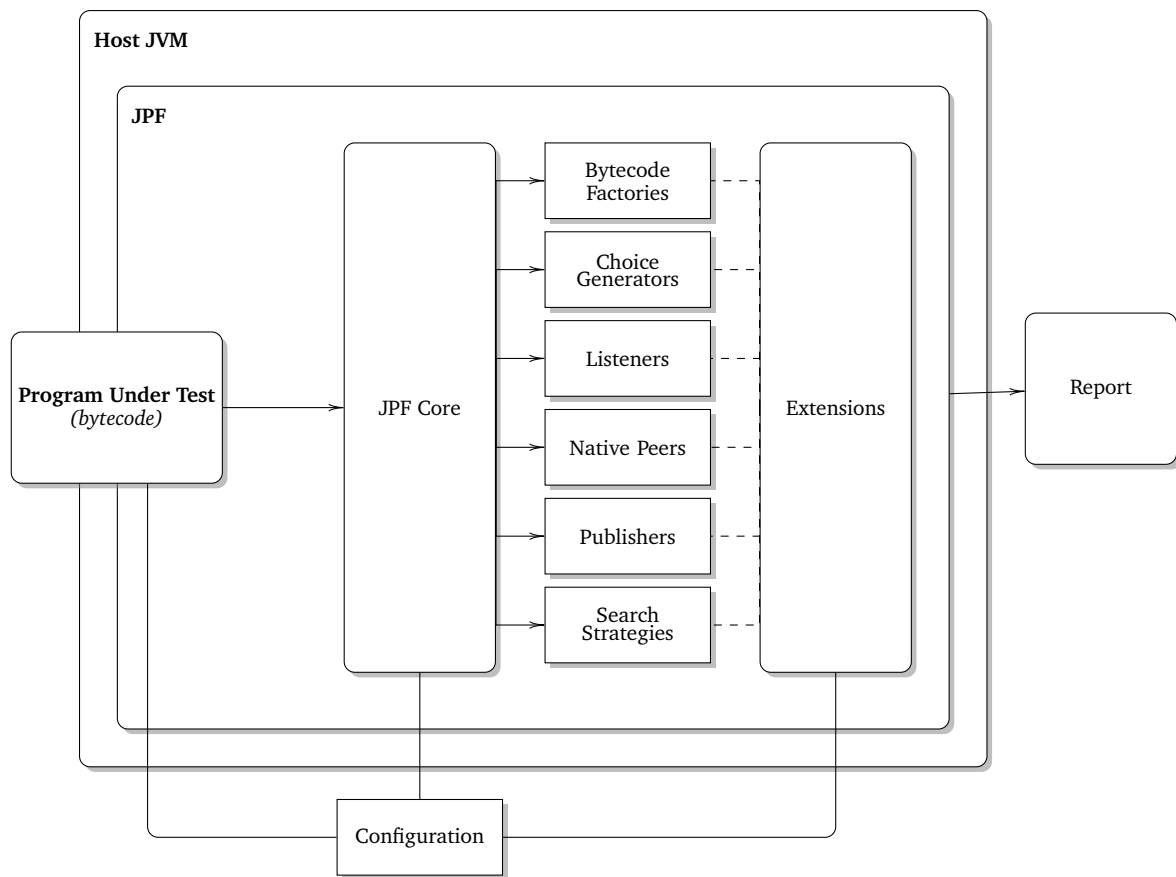 Host JVM
JPF
Bytecode
Factories
Choice
Generators
Listeners
Program Under Test
(bytecode)
JPF Core
Native Peers
Extensions
Report
Publishers
Search
Strategies
Configuration